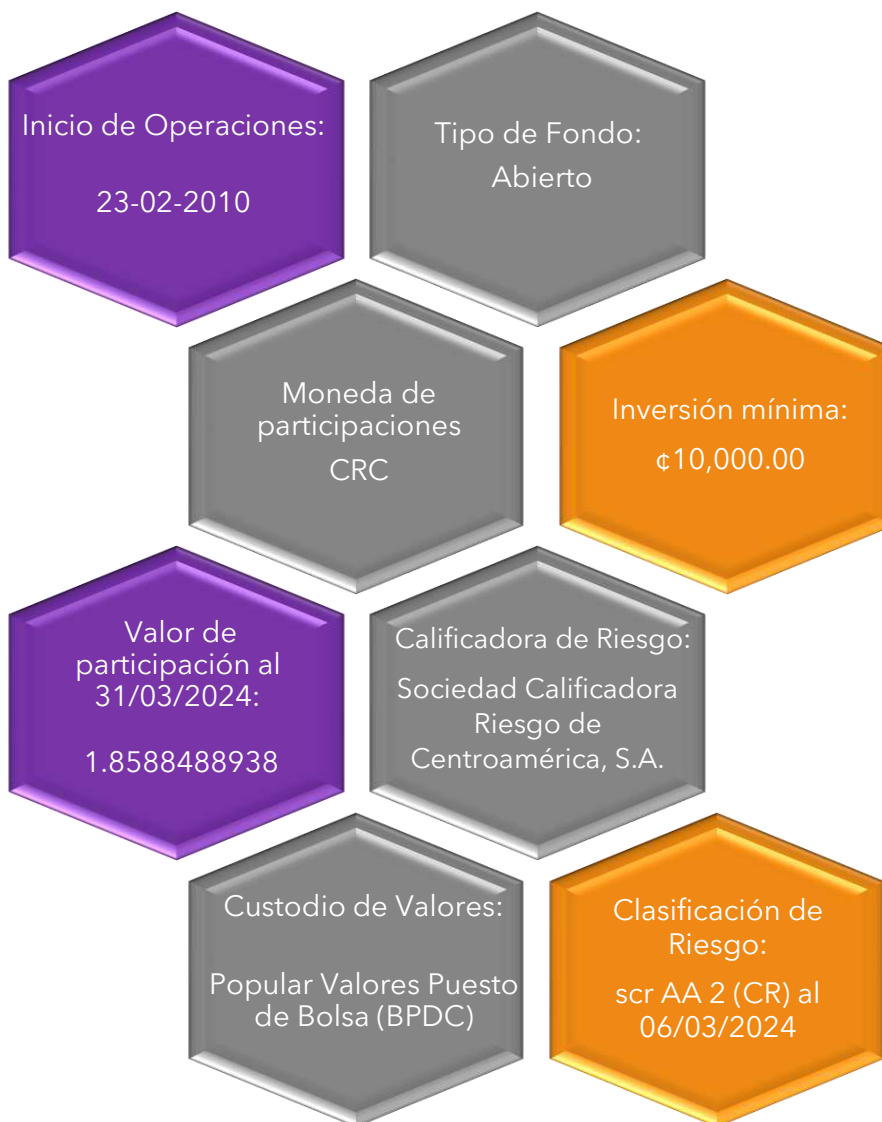 Inicio de Operaciones:
23-02-2010
Tipo de Fondo:
Abierto
Moneda de
participaciones
CRC
Inversión mínima:
¢10,000.00
Valor de
participación al
31/03/2024:
1.8588488938
Calificadora de Riesgo:
Sociedad Calificadora
Riesgo de
Centroamérica, S.A.
Custodio de Valores:
Popular Valores Puesto
de Bolsa (BPDC)
Clasificación de
Riesgo:
scr AA 2 (CR) al
06/03/2024